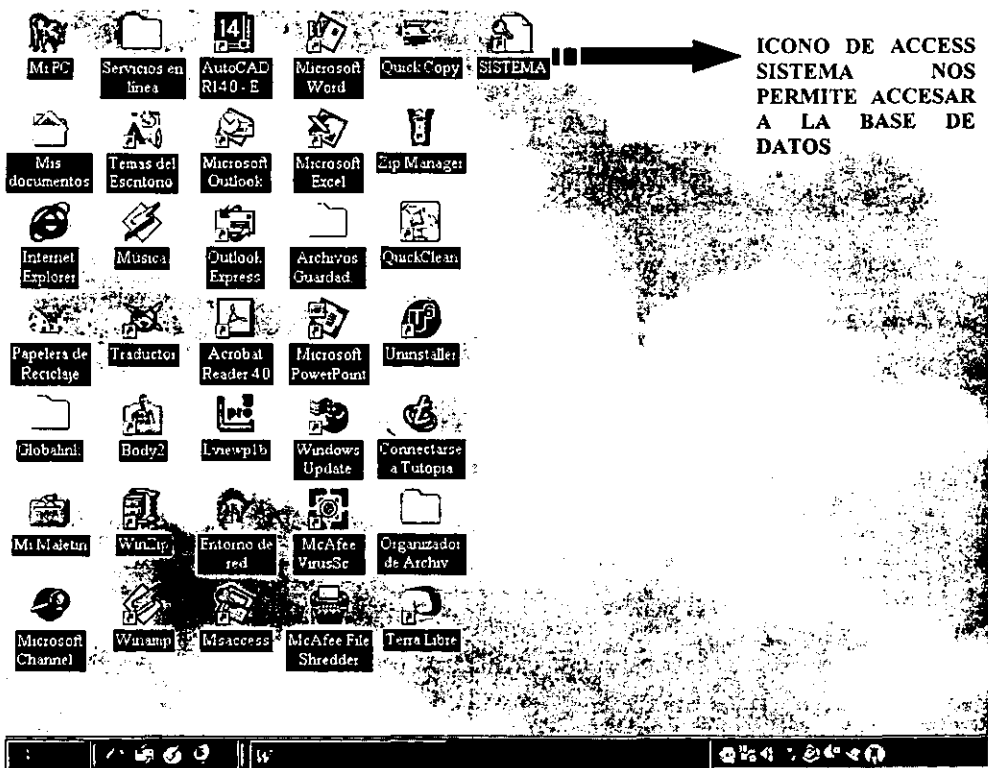 Mi PC
Servicios en
línea
AutoCAD
R14.0 - E
Microsoft
Word
Quick Copy
SISTEMA
ICONO DE ACCESS
SISTEMA NOS
PERMITE ACCESAR
A LA BASE DE
DATOS
Mis
documentos
Temas del
Escritorio
Microsoft
Outlook
Microsoft
Excel
Zip Manager
Internet
Explorer
Música
Outlook
Express
Archivos
Guardad.
QuickClean
Papelera de
Reciclaje
Traductor
Acrobat
Reader 4.0
Microsoft
PowerPoint
Uninstaller
Body2
Lviewp1b
Windows
Update
Connectarse
a Tutopia
Mi Maletín
WinZip
Entorno de
red
McAfee
VirusSc
Organizador
de Archiv
Microsoft
Channel
Winamp
Msaccess
McAfee File
Shredder
Terra Libre